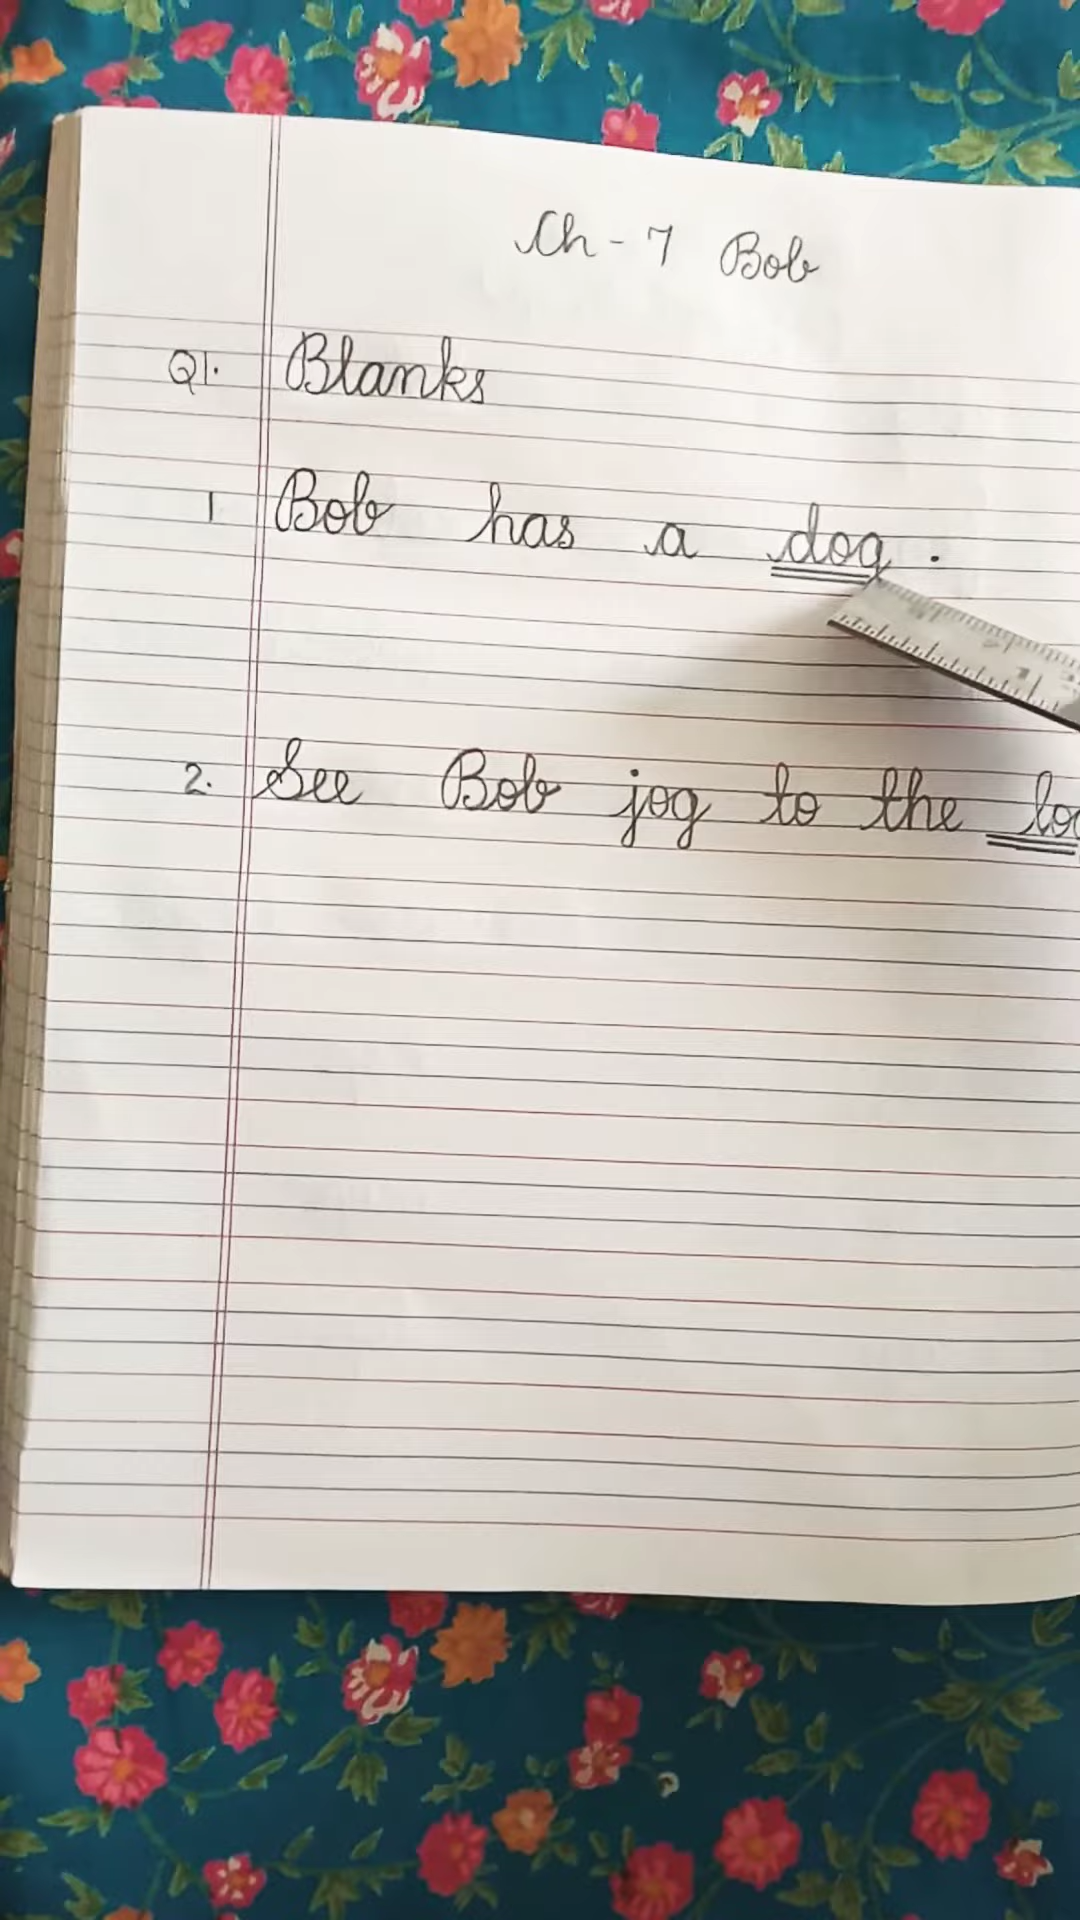 Ch - 7 Bob
Q1. Blanks
1 Bob has a dog.
2. See Bob jog to the